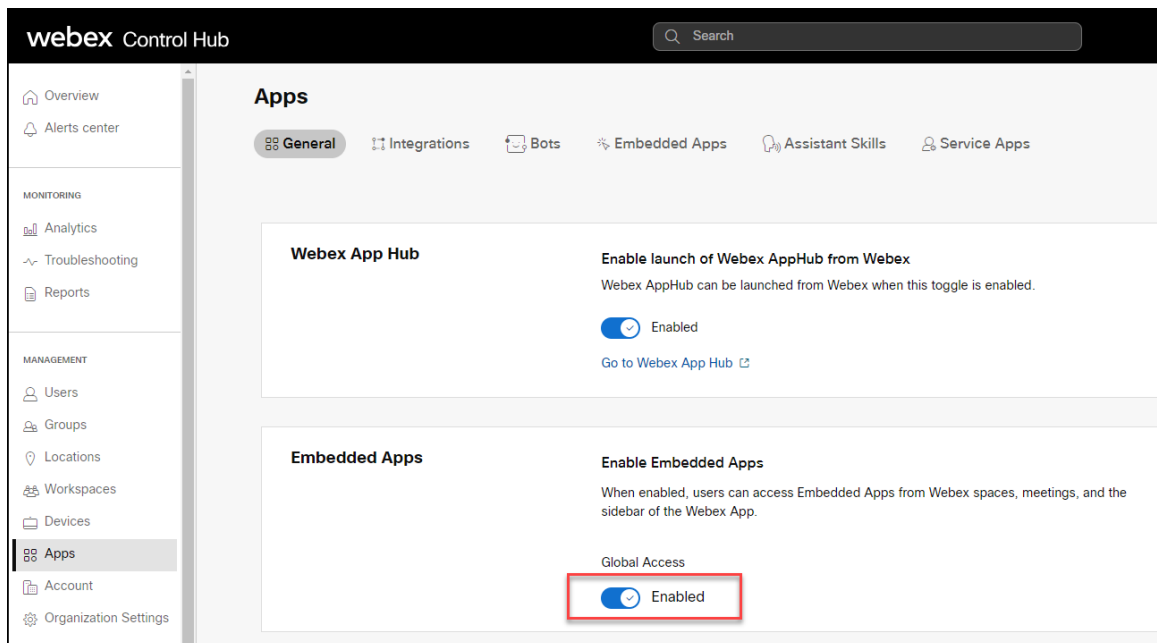 webex Control Hub
Search
Overview
Alerts center
MONITORING
Analytics
Troubleshooting
Reports
MANAGEMENT
Users
Groups
Locations
Workspaces
Devices
Apps
Account
Organization Settings
Apps
General
Integrations
Bots
Embedded Apps
Assistant Skills
Service Apps
Webex App Hub
Enable launch of Webex AppHub from Webex
Webex AppHub can be launched from Webex when this toggle is enabled.
Enabled
Go to Webex App Hub
Embedded Apps
Enable Embedded Apps
When enabled, users can access Embedded Apps from Webex spaces, meetings, and the
sidebar of the Webex App.
Global Access
Enabled